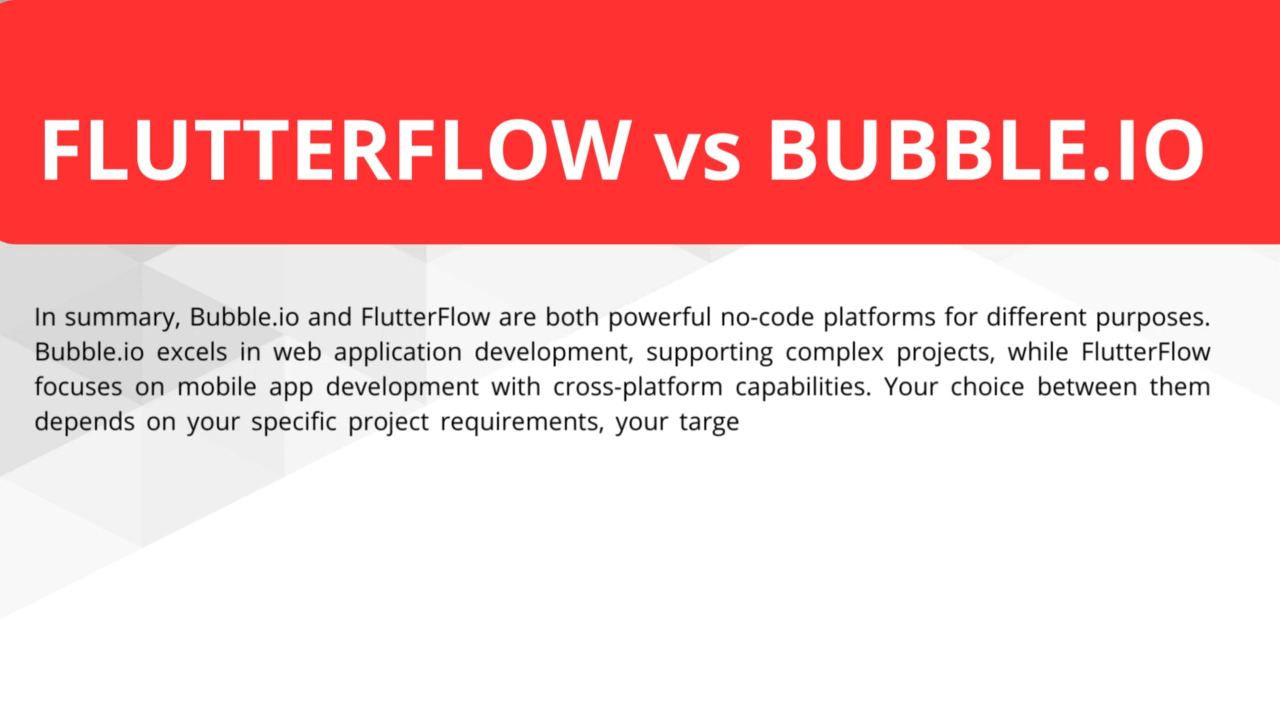 FLUTTERFLOW vs BUBBLE.IO
In summary, Bubble.io and FlutterFlow are both powerful no-code platforms for different purposes.
Bubble.io excels in web application development, supporting complex projects, while FlutterFlow
focuses on mobile app development with cross-platform capabilities. Your choice between them
depends on your specific project requirements, your targe